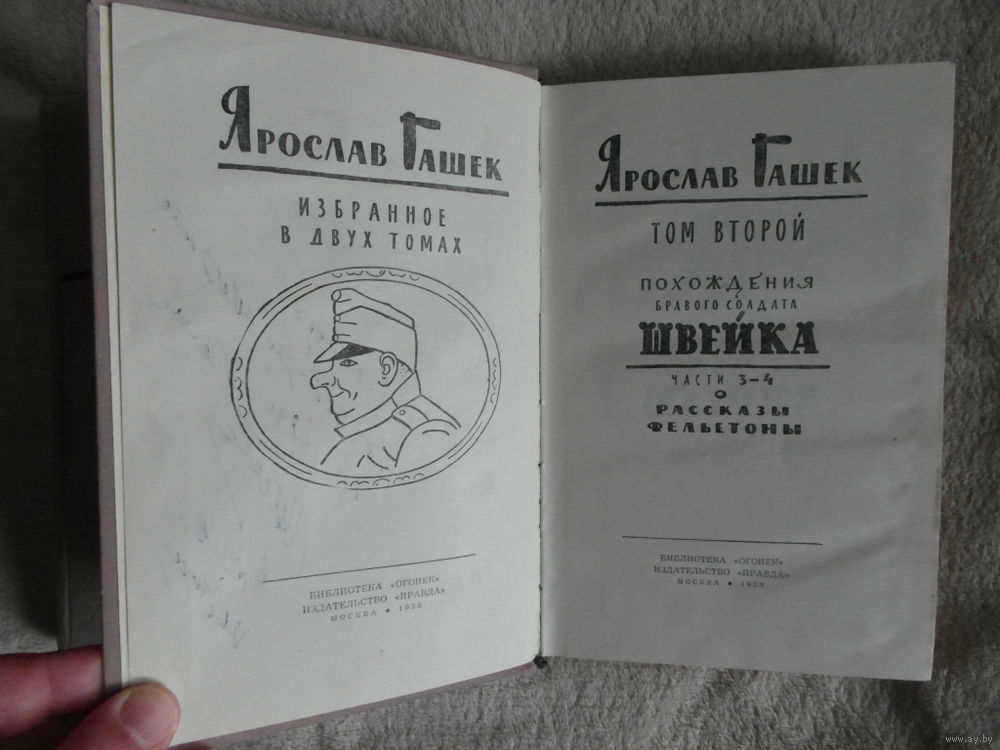 Ярослав Гашек
ИЗБРАННОЕ
В ДВУХ ТОМАХ
БИБЛИОТЕКА «ОГОНЕК»
ИЗДАТЕЛЬСТВО «ПРАВДА»
МОСКВА • 1958
Ярослав Гашек
ТОМ ВТОРОЙ
ПОХОЖДЕНИЯ
БРАВОГО СОЛДАТА
ШВЕЙКА
ЧАСТИ 3-4
О
РАССКАЗЫ
ФЕЛЬЕТОНЫ
БИБЛИОТЕКА «ОГОНЕК»
ИЗДАТЕЛЬСТВО «ПРАВДА»
МОСКВА • 1958
www.ay.by